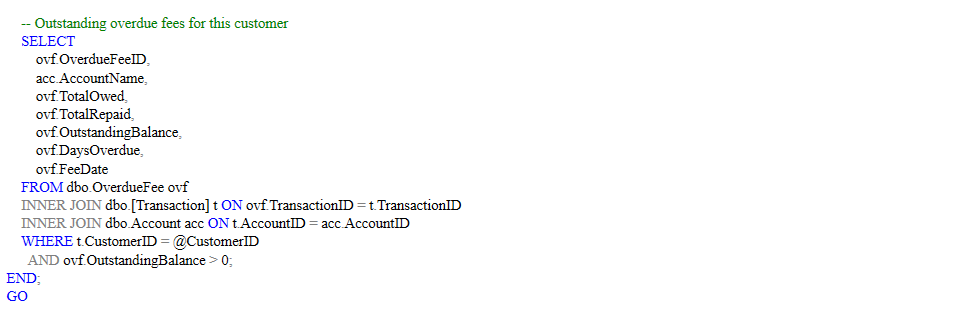 -- Outstanding overdue fees for this customer
SELECT
ovf.OverdueFeeID,
acc.AccountName,
ovf.TotalOwed,
ovf.TotalRepaid,
ovf.OutstandingBalance,
ovf.DaysOverdue,
ovf.FeeDate
FROM dbo.OverdueFee ovf
INNER JOIN dbo.[Transaction] t ON ovf.TransactionID = t.TransactionID
INNER JOIN dbo.Account acc ON t.AccountID = acc.AccountID
WHERE t.CustomerID = @CustomerID
AND ovf.OutstandingBalance > 0;
END;
GO